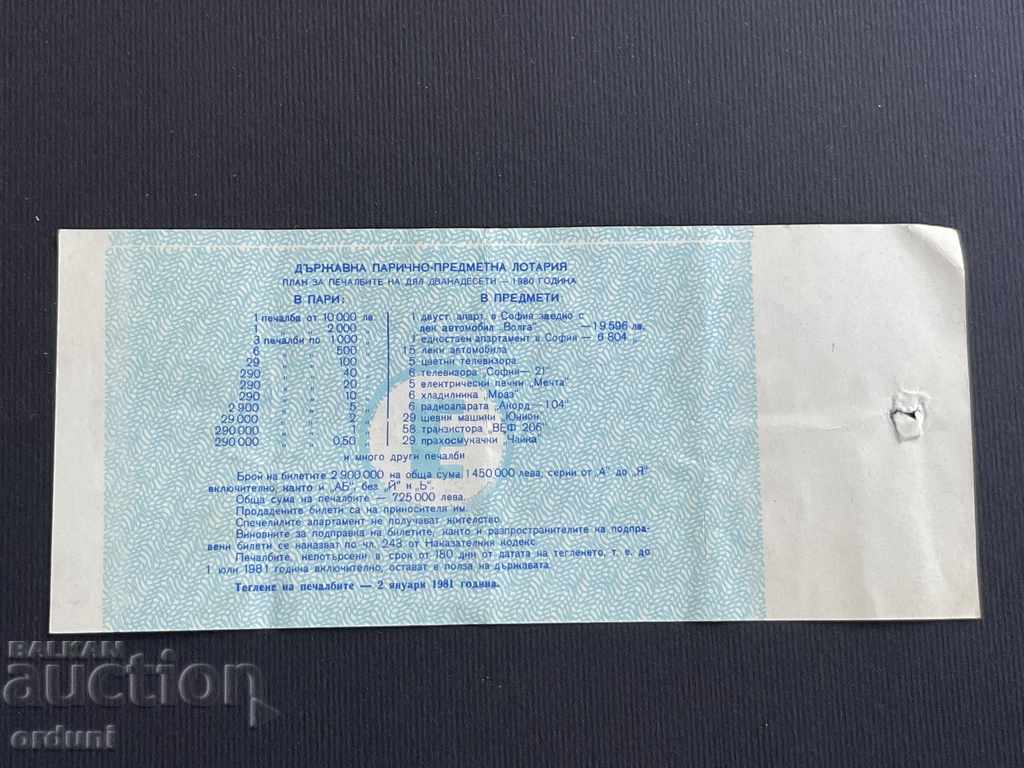 ДЪРЖАВНА ПАРИЧНО-ПРЕДМЕТНА ЛОТАРИЯ
ПЛАН ЗА ПЕЧАЛБИТЕ НА ДЯЛ ДВАНАДЕСЕТИ — 1980 ГОДИНА
В ПАРИ:
1 печалба от 10 000 лв.
1 „ „ 2 000 „
3 печалби по 1 000 „
6 „ „ 500 „
29 „ „ 100 „
290 „ „ 40 „
290 „ „ 20 „
290 „ „ 10 „
2 900 „ „ 5 „
29 000 „ „ 2 „
290 000 „ „ 1 „
290 000 „ „ 0,50 „
В ПРЕДМЕТИ:
1 двуст. апарт. в София заедно с
лек автомобил „Волга“ — 19 596 лв.
1 едностаен апартамент в София — 6 804 „
15 леки автомобила
5 цветни телевизора
6 телевизора „София — 21“
5 електрически печки „Мечта“
6 хладилника „Мраз“
6 радиоапарата „Акорд — 104“
29 шевни машини „Юнион“
58 транзистора „ВЕФ 206“
29 прахосмукачки „Чайка“
и много други печалби
Брой на билетите 2 900 000 на обща сума 1 450 000 лева, серии от „А“ до „Я“
включително, както и „АБ“, без „Й“ и „Ь“.
Обща сума на печалбите — 725 000 лева.
Продадените билети са на приносителя им.
Спечелилите апартамент не получават жителство.
Виновните за подправка на билетите, както и разпространителите на подпра-
вени билети се наказват по чл. 243 от Наказателния кодекс.
Печалбите, непотърсени в срок от 180 дни от датата на тегленето, т. е. до
1 юли 1981 година включително, остават в полза на държавата.
Теглене на печалбите — 2 януари 1981 година.
BALKAN
auction
orduni